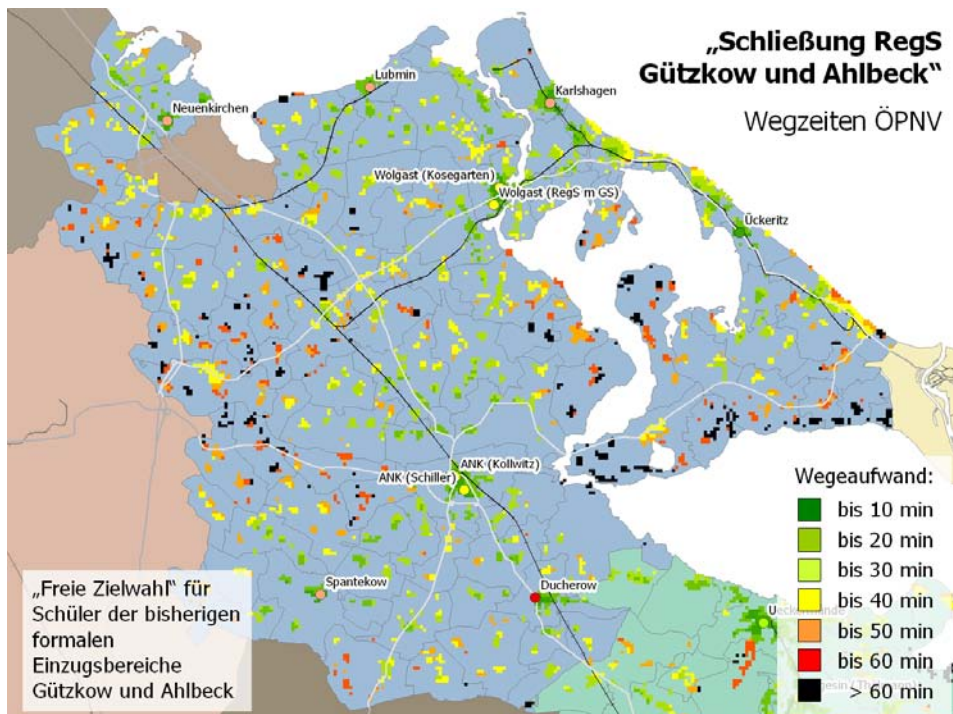 „Schließung RegS
Gützkow und Ahlbeck“
Wegzeiten ÖPNV
Lubmin
Karlshagen
Neuenkirchen
Wolgast (Kosegarten)
Wolgast (RegS m GS)
Ückeritz
ANK (Kollwitz)
ANK (Schiller)
Spantekow
Ducherow
„Freie Zielwahl“ für
Schüler der bisherigen
formalen
Einzugsbereiche
Gützkow und Ahlbeck
Wegeaufwand:
bis 10 min
bis 20 min
bis 30 min
bis 40 min
bis 50 min
bis 60 min
> 60 min